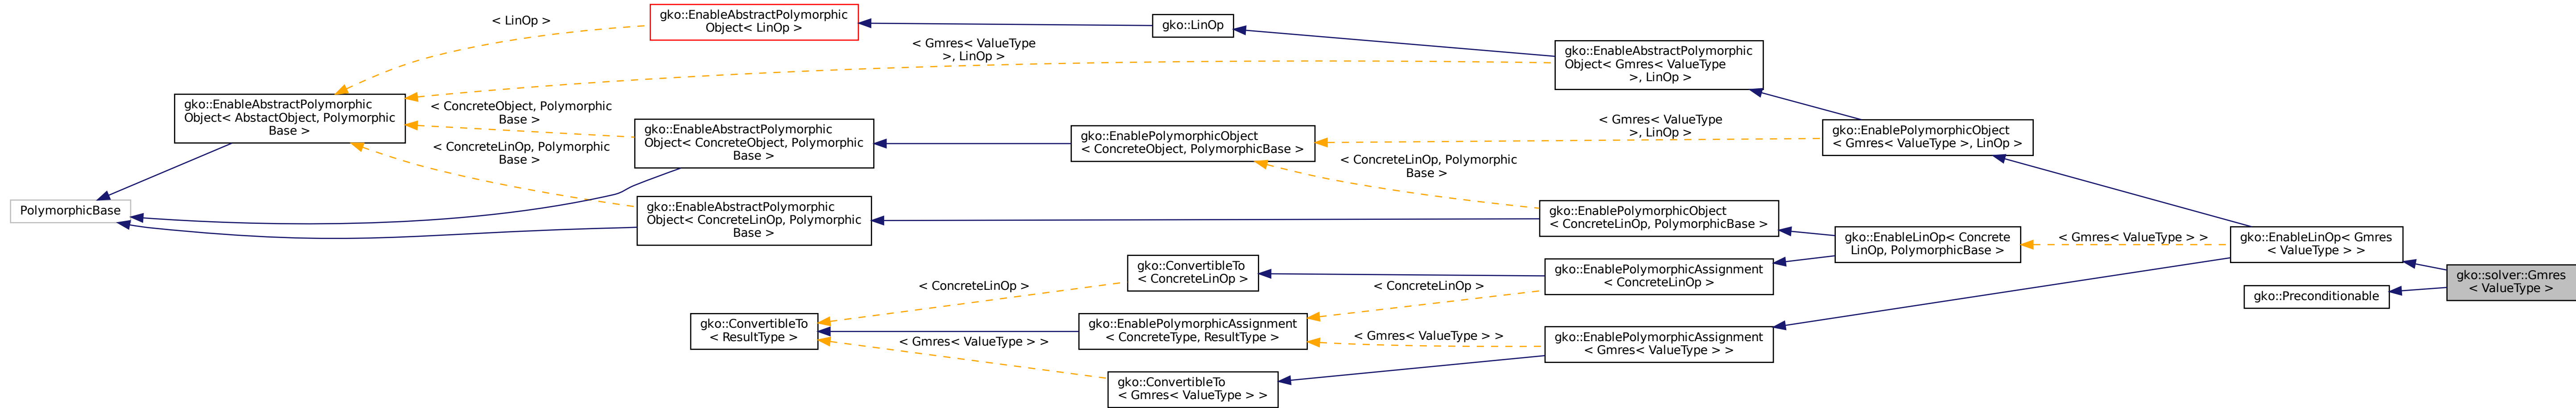 gko::EnableAbstractPolymorphic
Object< LinOp >
< LinOp >
gko::LinOp
< Gmres< ValueType
>, LinOp >
gko::EnableAbstractPolymorphic
Object< Gmres< ValueType
>, LinOp >
gko::EnableAbstractPolymorphic
Object< AbstactObject, Polymorphic
Base >
< ConcreteObject, Polymorphic
Base >
gko::EnableAbstractPolymorphic
Object< ConcreteObject, Polymorphic
Base >
gko::EnablePolymorphicObject
< ConcreteObject, PolymorphicBase >
< Gmres< ValueType
>, LinOp >
gko::EnablePolymorphicObject
< Gmres< ValueType >, LinOp >
< ConcreteLinOp, Polymorphic
Base >
< ConcreteLinOp, Polymorphic
Base >
PolymorphicBase
gko::EnableAbstractPolymorphic
Object< ConcreteLinOp, Polymorphic
Base >
gko::EnablePolymorphicObject
< ConcreteLinOp, PolymorphicBase >
gko::EnableLinOp< Concrete
LinOp, PolymorphicBase >
< Gmres< ValueType > >
gko::EnableLinOp< Gmres
< ValueType > >
gko::ConvertibleTo
< ConcreteLinOp >
gko::EnablePolymorphicAssignment
< ConcreteLinOp >
gko::solver::Gmres
< ValueType >
< ConcreteLinOp >
< ConcreteLinOp >
gko::Preconditionable
gko::ConvertibleTo
< ResultType >
gko::EnablePolymorphicAssignment
< ConcreteType, ResultType >
< Gmres< ValueType > >
gko::EnablePolymorphicAssignment
< Gmres< ValueType > >
< Gmres< ValueType > >
gko::ConvertibleTo
< Gmres< ValueType > >